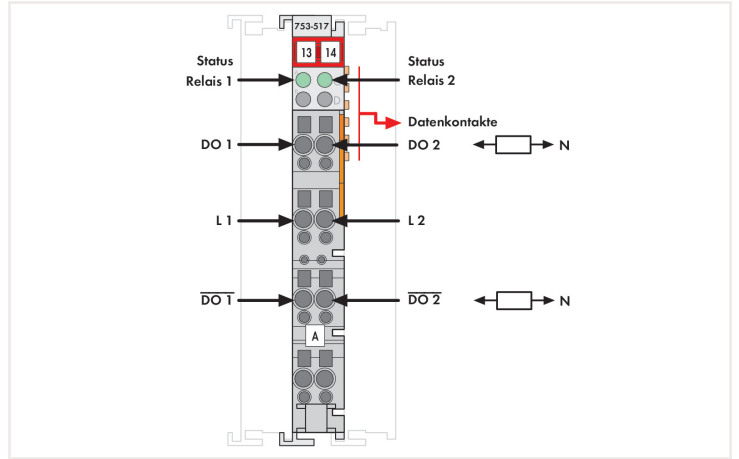 753-517
13 14
Status
Relais 1
Status
Relais 2
Datenkontakte
DO 1
DO 2
N
L 1
L 2
DO 1
DO 2
N
A